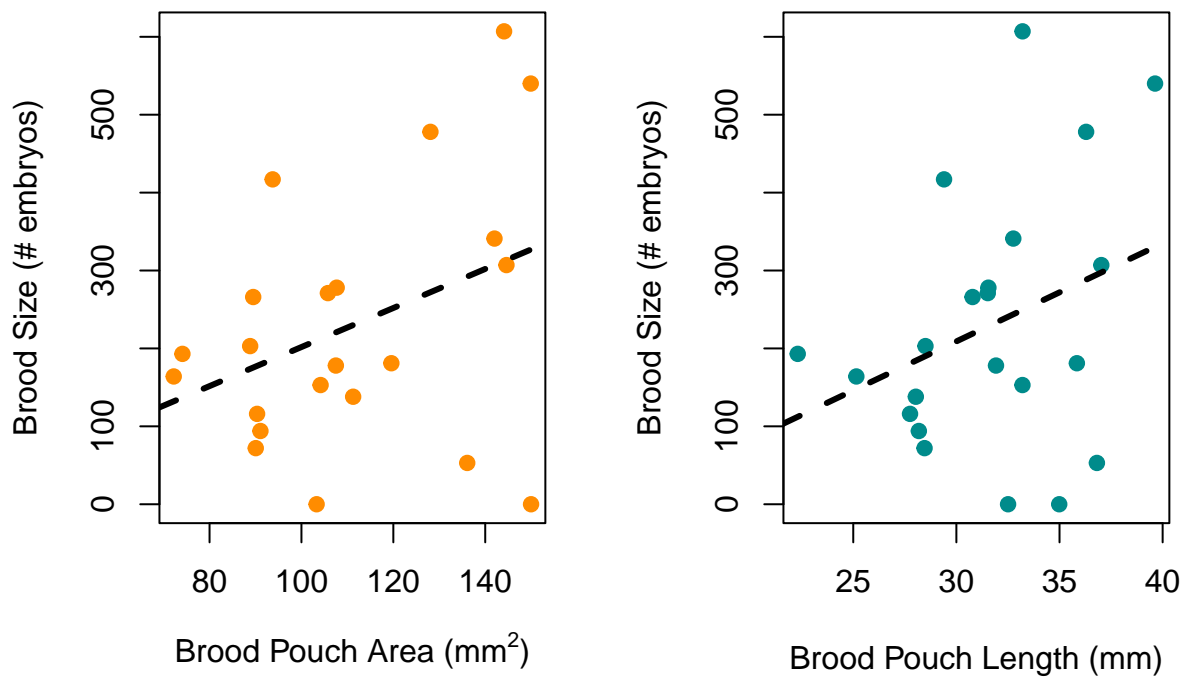 Brood Size (# embryos)
500
300
100
0
80 100 120 140
Brood Pouch Area (mm²)
Brood Size (# embryos)
500
300
100
0
25 30 35 40
Brood Pouch Length (mm)